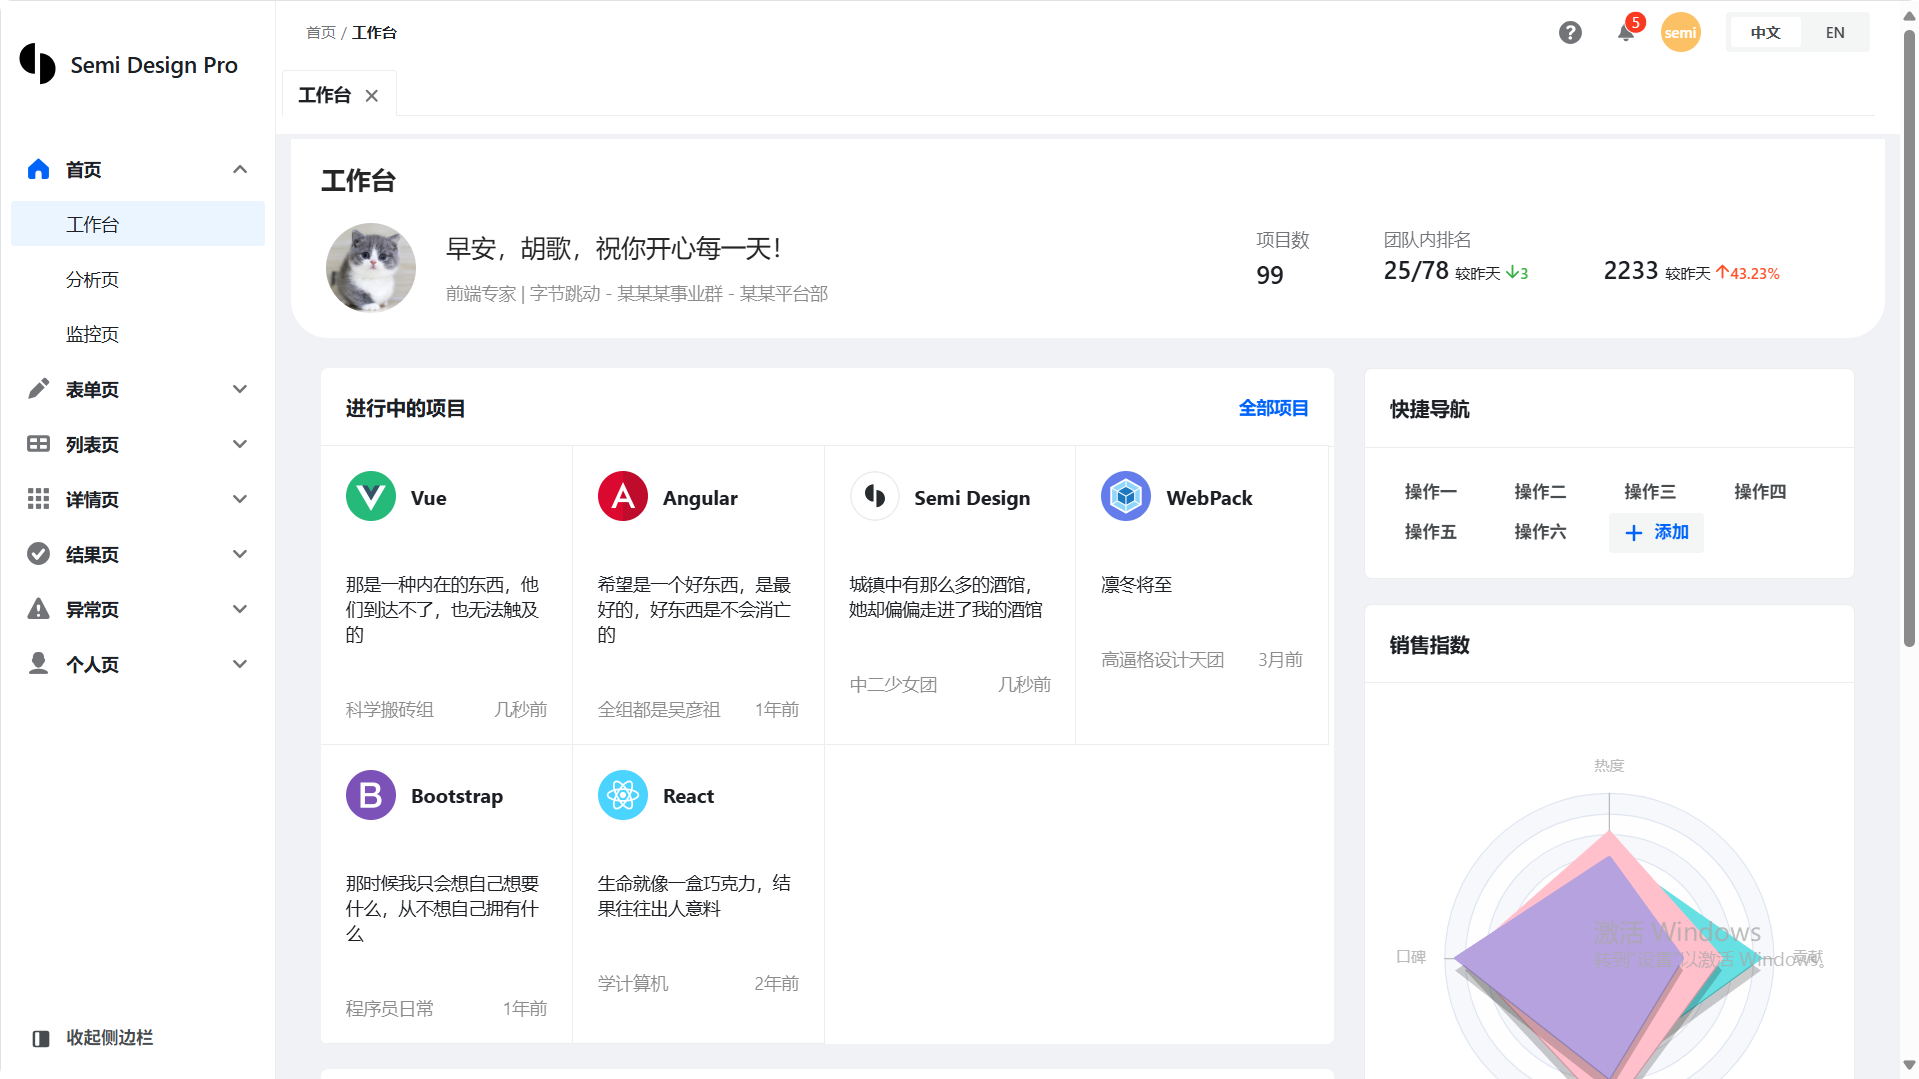 Semi Design Pro
首页 / 工作台
5
semi
中文
EN
工作台
首页
工作台
分析页
监控页
表单页
列表页
详情页
结果页
异常页
个人页
收起侧边栏
工作台
早安，胡歌，祝你开心每一天！
前端专家 | 字节跳动 - 某某某事业群 - 某某平台部
项目数
99
团队内排名
25/78 较昨天 3
2233 较昨天 43.23%
进行中的项目
全部项目
Vue
那是一种内在的东西，他
们到达不了，也无法触及
的
科学搬砖组
几秒前
Angular
希望是一个好东西，是最
好的，好东西是不会消亡
的
全组都是吴彦祖
1年前
Semi Design
城镇中有那么多的酒馆，
她却偏偏走进了我的酒馆
中二少女团
几秒前
WebPack
凛冬将至
高逼格设计天团
3月前
Bootstrap
那时候我只会想自己想要
什么，从不想自己拥有什
么
程序员日常
1年前
React
生命就像一盒巧克力，结
果往往出人意料
学计算机
2年前
快捷导航
操作一
操作二
操作三
操作四
操作五
操作六
添加
销售指数
热度
口碑
贡献
激活 Windows
转到"设置"以激活 Windows。